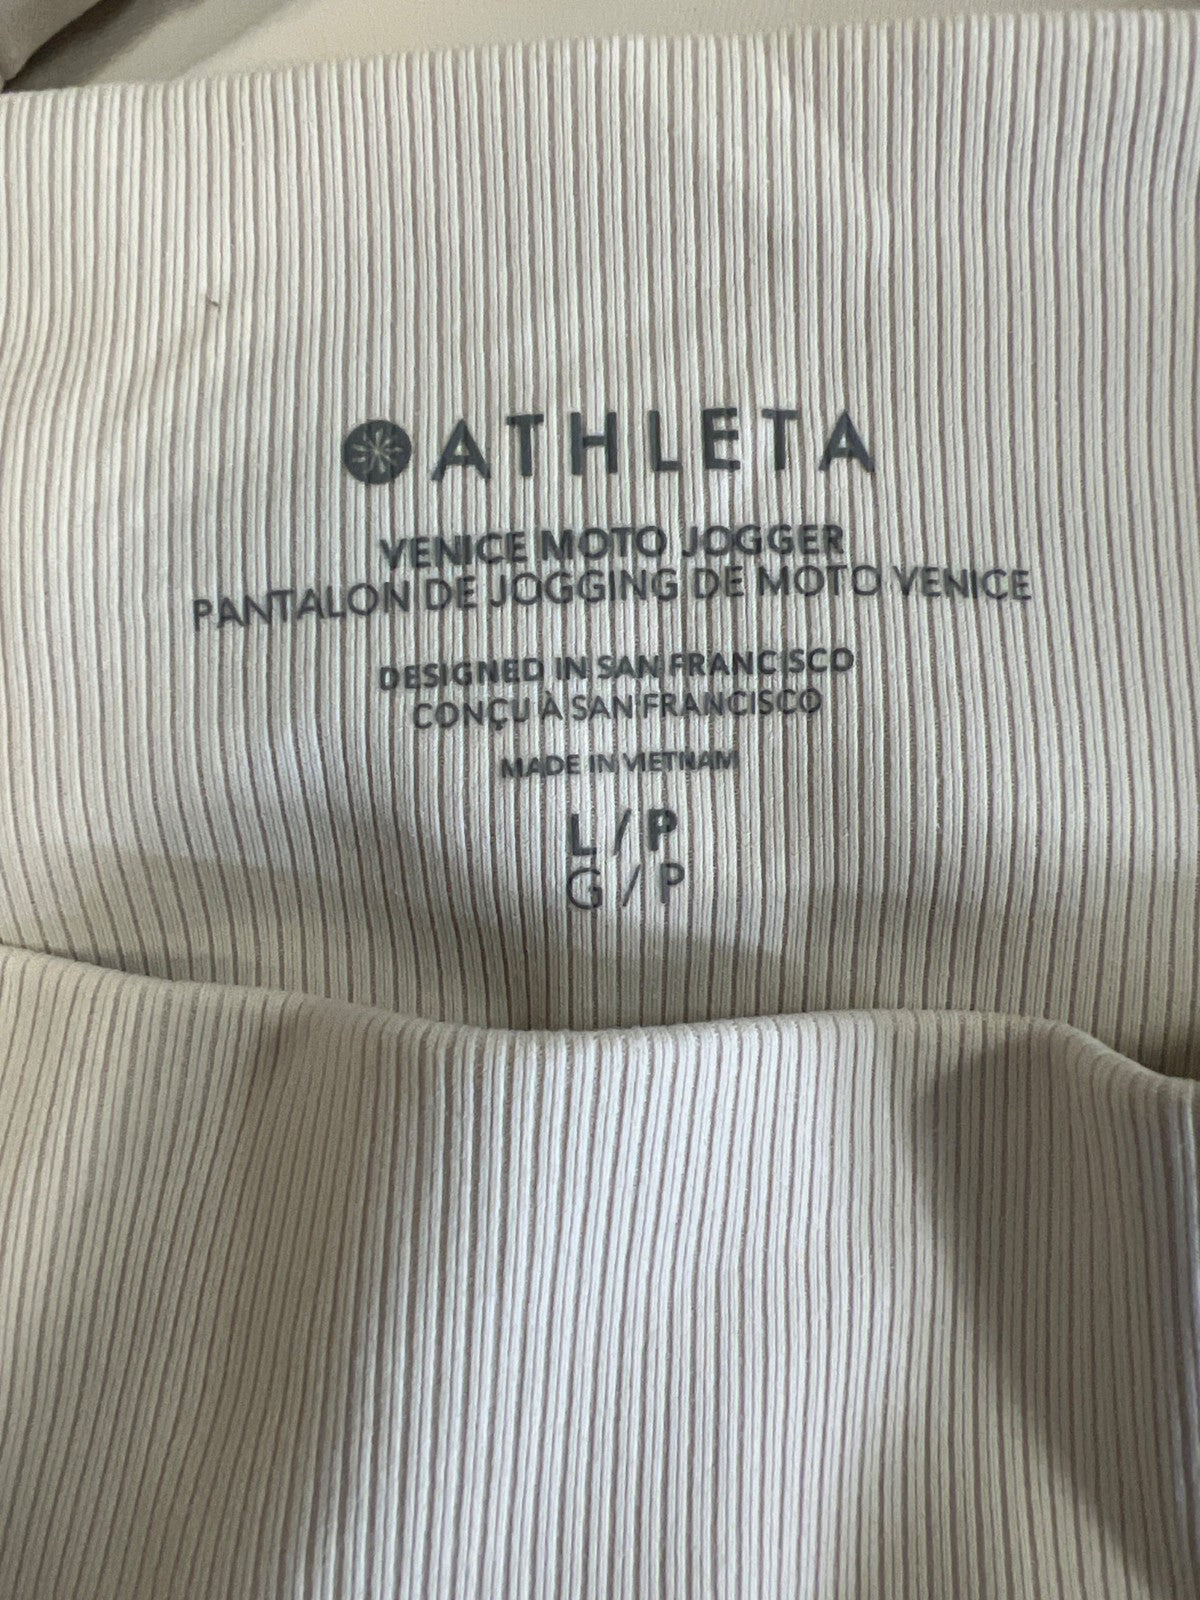 ATHLETA
VENICE MOTO JOGGER
PANTALON DE JOGGING DE MOTO VENICE
DESIGNED IN SAN FRANCISCO
CONÇU À SAN FRANCISCO
MADE IN VIETNAM
L / P
G / P